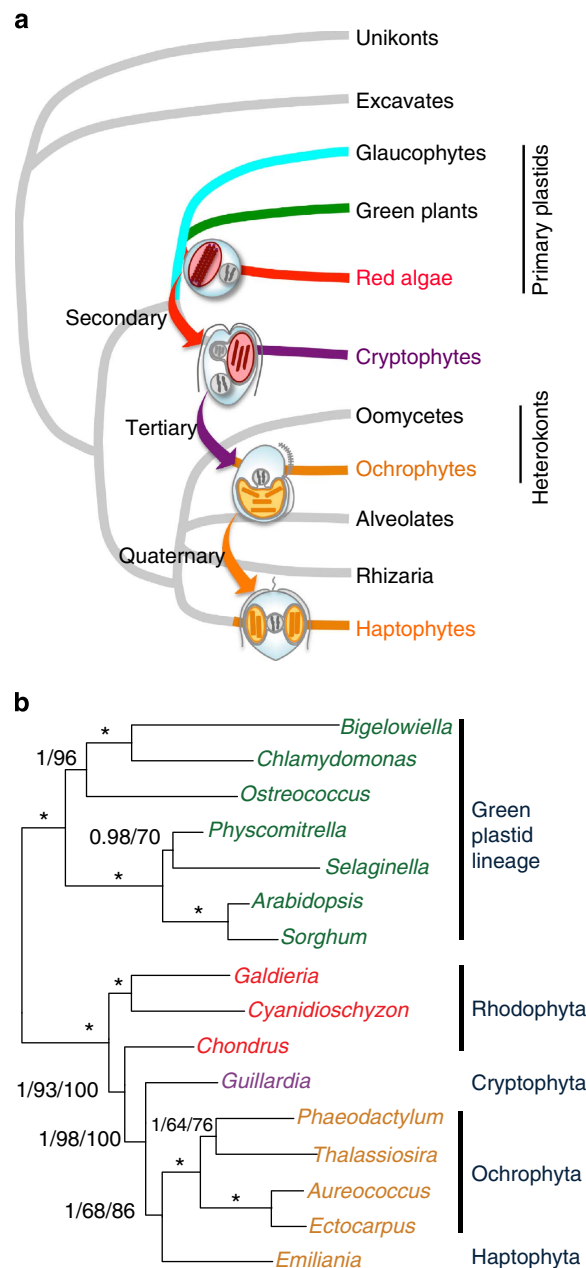 a
Unikonts
Excavates
Glaucophytes
Green plants
Red algae
Primary plastids
Secondary
Cryptophytes
Tertiary
Oomycetes
Ochrophytes
Heterokonts
Alveolates
Quaternary
Rhizaria
Haptophytes
b
Bigelowiella
*
1/96
Chlamydomonas
Ostreococcus
*
0.98/70
Physcomitrella
Selaginella
*
Arabidopsis
*
Sorghum
Green
plastid
lineage
Galdieria
*
Cyanidioschyzon
*
Chondrus
Rhodophyta
1/93/100
Guillardia
Cryptophyta
1/98/100
1/64/76
Phaeodactylum
*
Thalassiosira
Aureococcus
*
Ectocarpus
Ochrophyta
1/68/86
Emiliania
Haptophyta